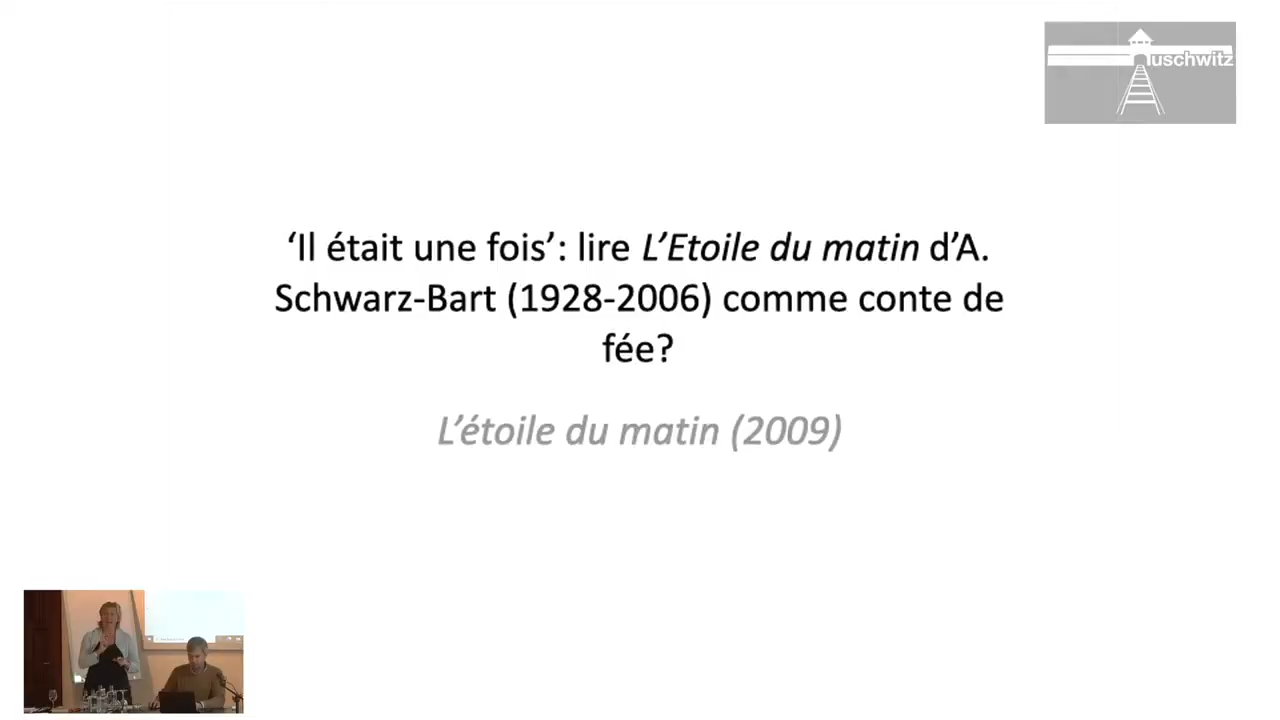 uschwitz
‘Il était une fois’: lire L’Etoile du matin d’A.
Schwarz-Bart (1928-2006) comme conte de
fée?
L’étoile du matin (2009)